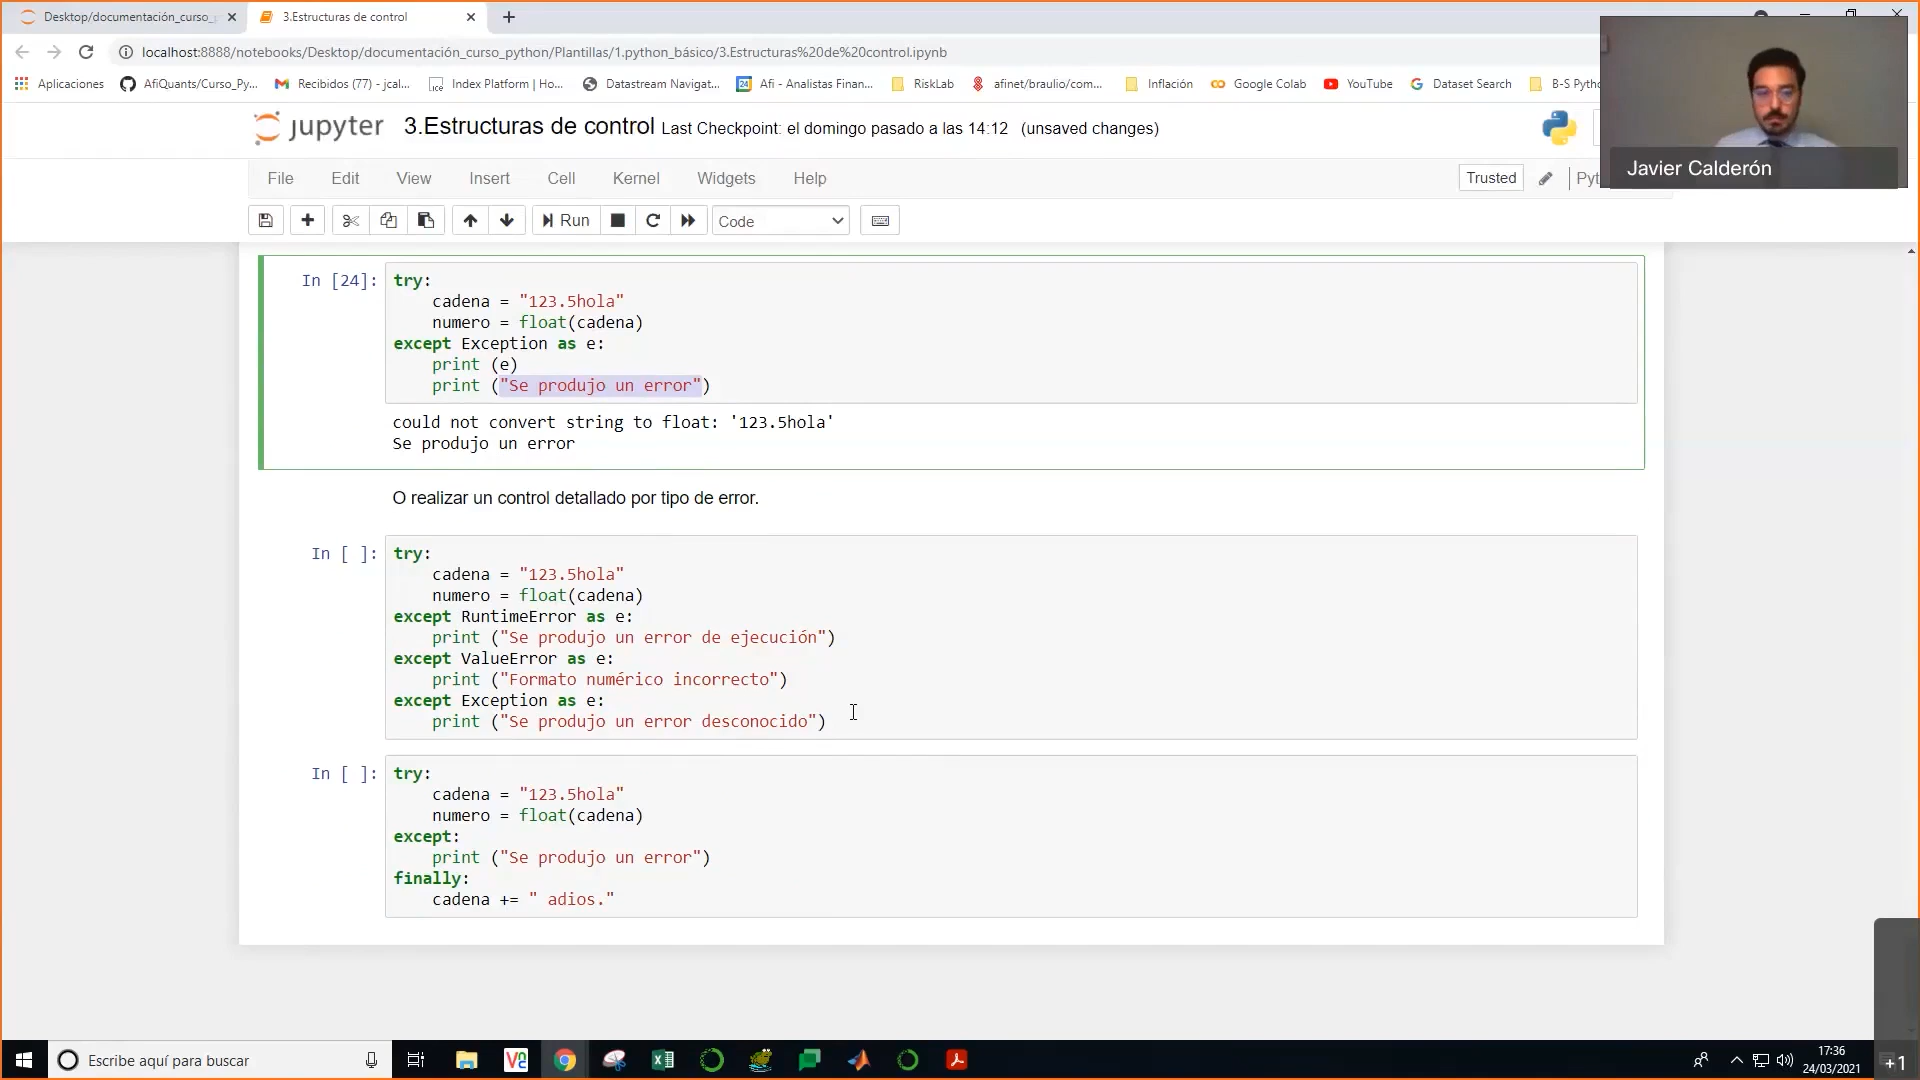 Desktop/documentación_curso_p
3.Estructuras de control
localhost:8888/notebooks/Desktop/documentación_curso_python/Plantillas/1.python_básico/3.Estructuras%20de%20control.ipynb
Aplicaciones
AfiQuants/Curso_Py...
Recibidos (77) - jcal...
Index Platform | Ho...
Datastream Navigat...
Afi - Analistas Finan...
RiskLab
afinet/braulio/com...
Inflación
Google Colab
YouTube
Dataset Search
B-S Pytho
jupyter 3.Estructuras de control Last Checkpoint: el domingo pasado a las 14:12 (unsaved changes)
Javier Calderón
File Edit View Insert Cell Kernel Widgets Help
Trusted
Pyt
Run
Code
In [24]: try:
cadena = "123.5hola"
numero = float(cadena)
except Exception as e:
print (e)
print ("Se produjo un error")
could not convert string to float: '123.5hola'
Se produjo un error
O realizar un control detallado por tipo de error.
In [ ]: try:
cadena = "123.5hola"
numero = float(cadena)
except RuntimeError as e:
print ("Se produjo un error de ejecución")
except ValueError as e:
print ("Formato numérico incorrecto")
except Exception as e:
print ("Se produjo un error desconocido")
In [ ]: try:
cadena = "123.5hola"
numero = float(cadena)
except:
print ("Se produjo un error")
finally:
cadena += " adios."
Escribe aquí para buscar
17:36
24/03/2021
+1